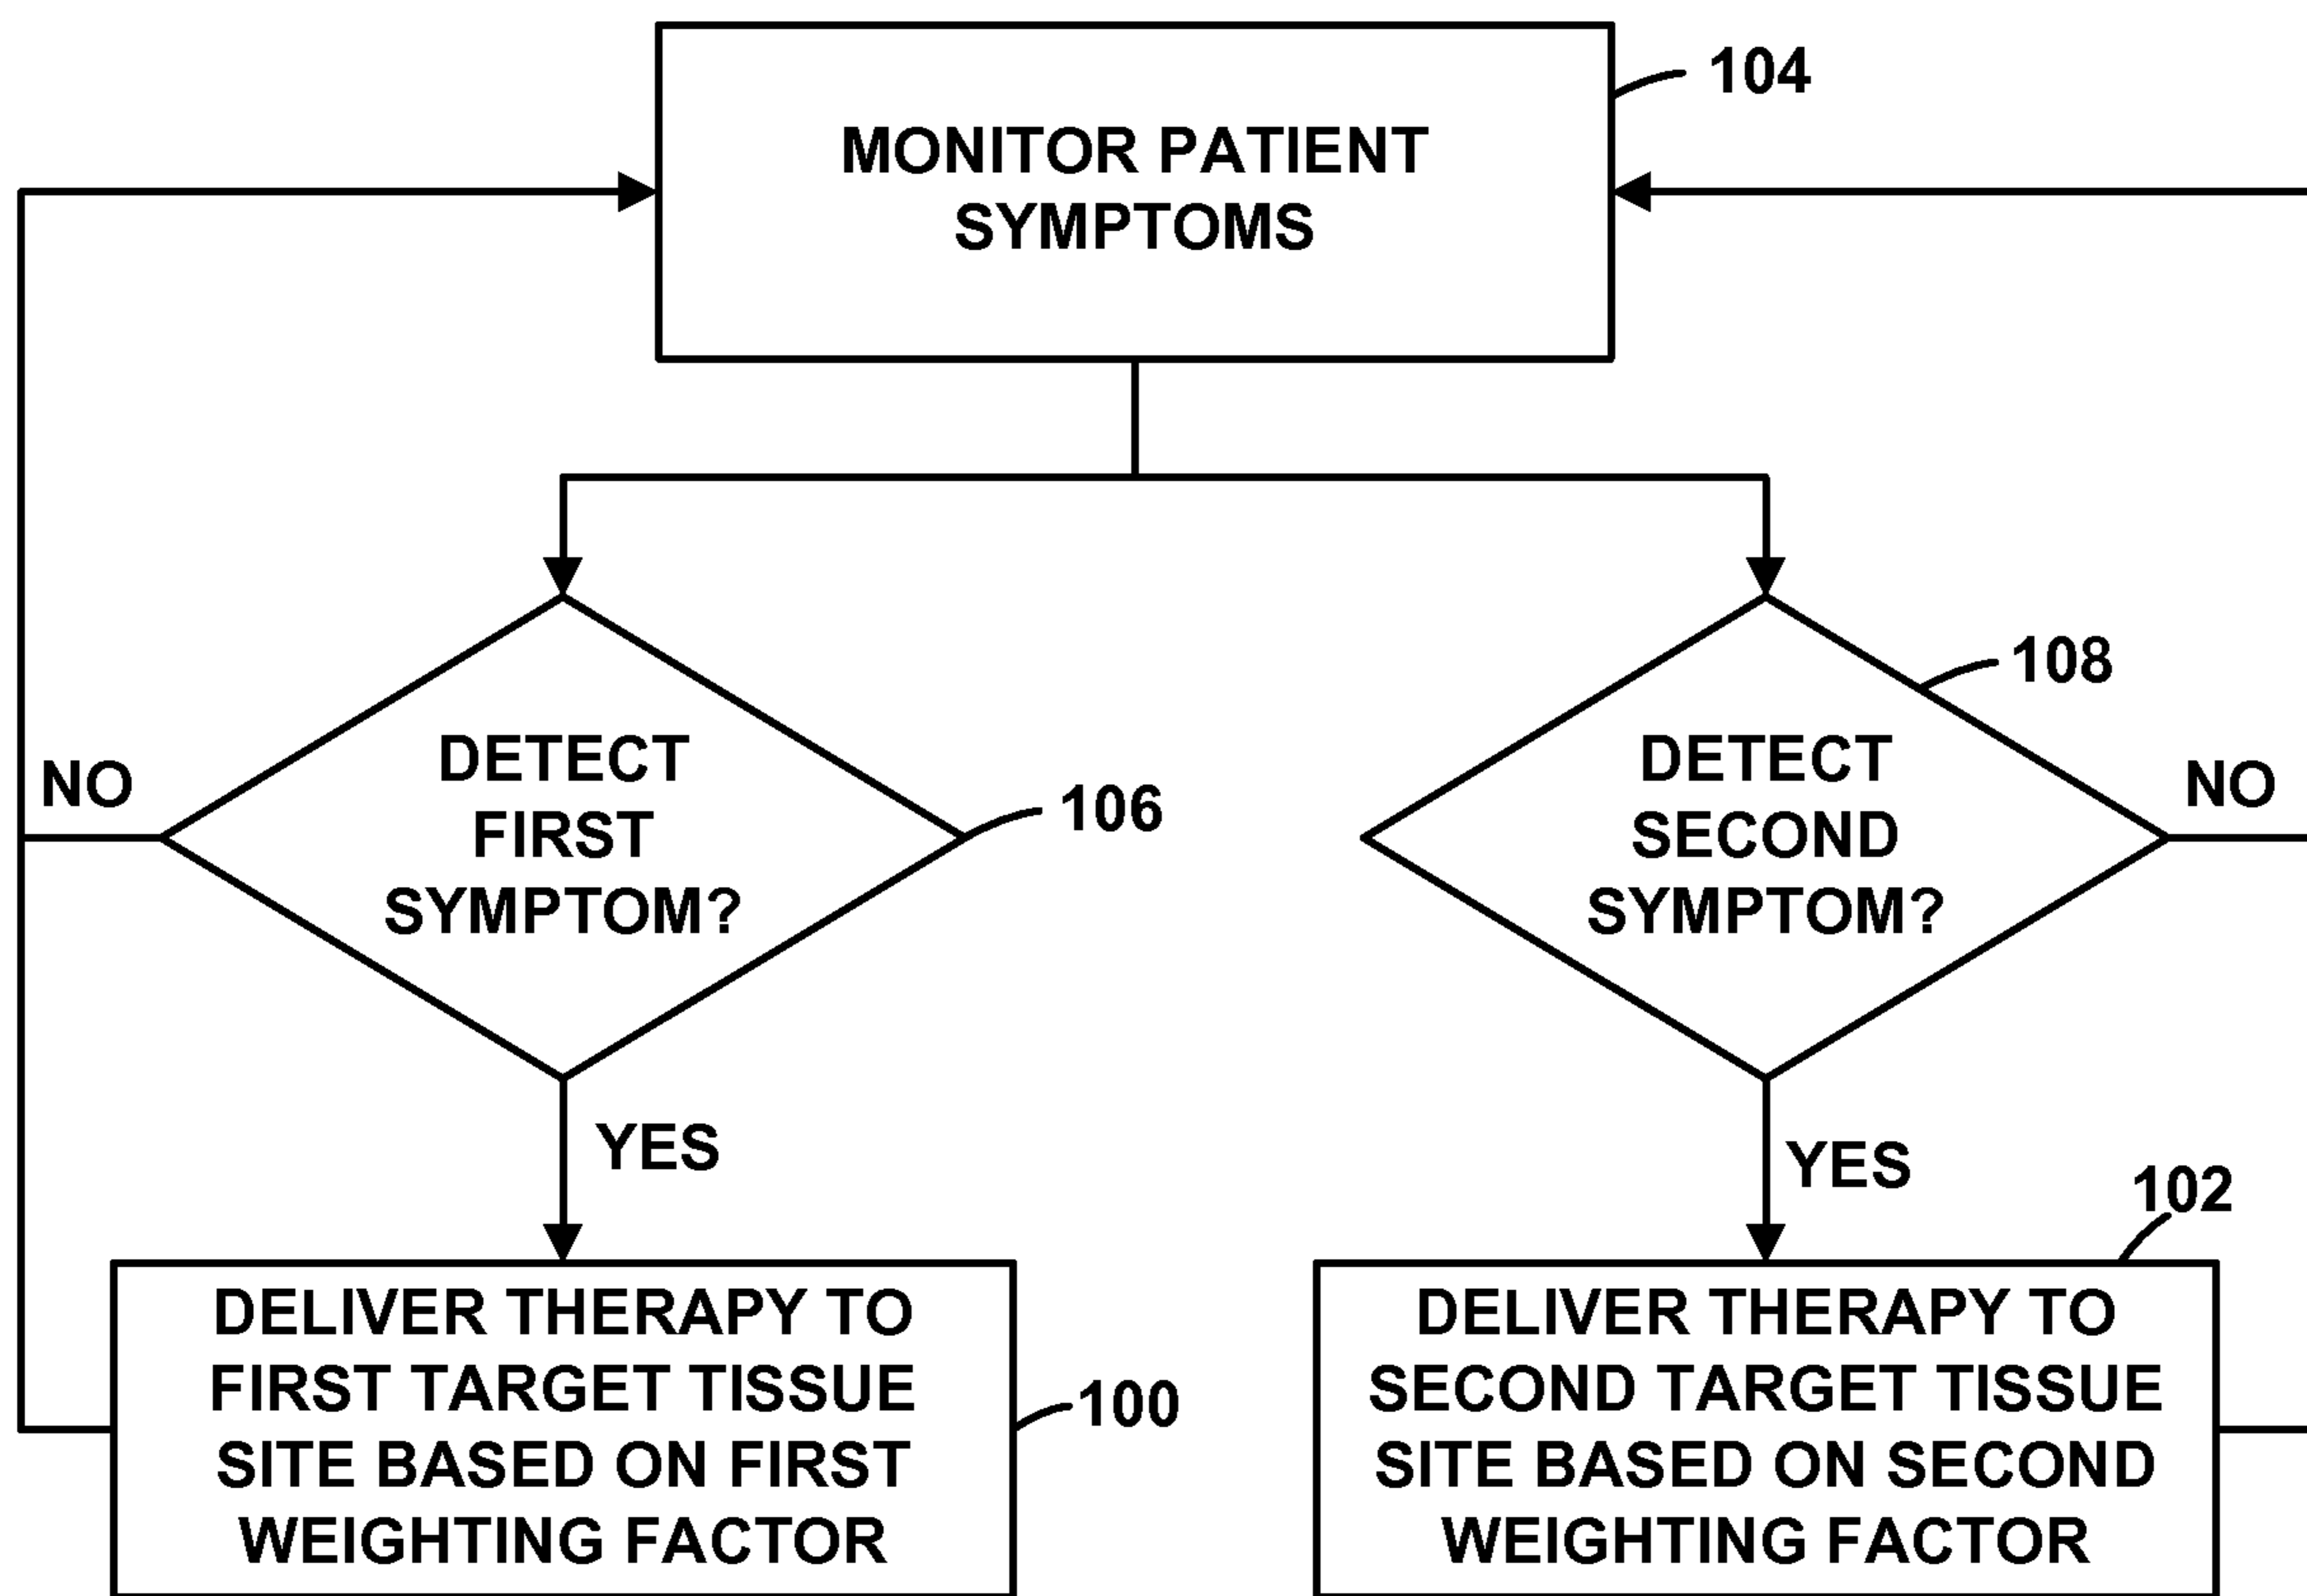 104
MONITOR PATIENT
SYMPTOMS
108
DETECT
FIRST
SYMPTOM?
NO
106
DETECT
SECOND
SYMPTOM?
NO
YES
YES
102
DELIVER THERAPY TO
FIRST TARGET TISSUE
SITE BASED ON FIRST
WEIGHTING FACTOR
100
DELIVER THERAPY TO
SECOND TARGET TISSUE
SITE BASED ON SECOND
WEIGHTING FACTOR